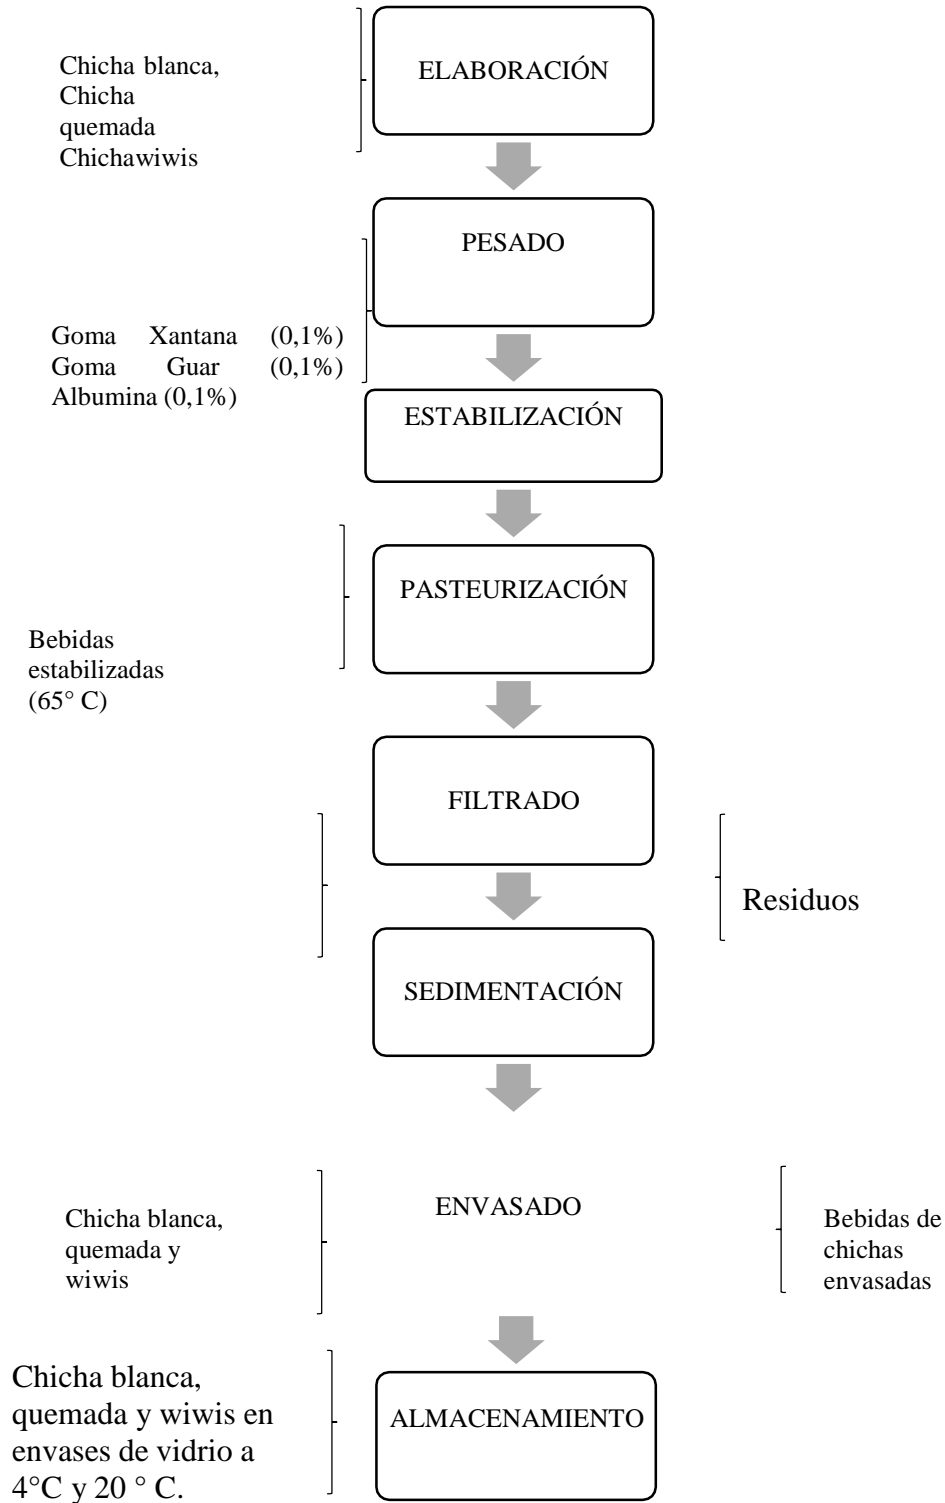 Chicha blanca,
Chicha
quemada
Chichawiwis
ELABORACIÓN
PESADO
Goma Xantana (0,1%)
Goma Guar (0,1%)
Albumina (0,1%)
ESTABILIZACIÓN
PASTEURIZACIÓN
Bebidas
estabilizadas
(65° C)
FILTRADO
Residuos
SEDIMENTACIÓN
Chicha blanca,
quemada y
wiwis
ENVASADO
Bebidas de
chichas
envasadas
Chicha blanca,
quemada y wiwis en
envases de vidrio a
4°C y 20 ° C.
ALMACENAMIENTO